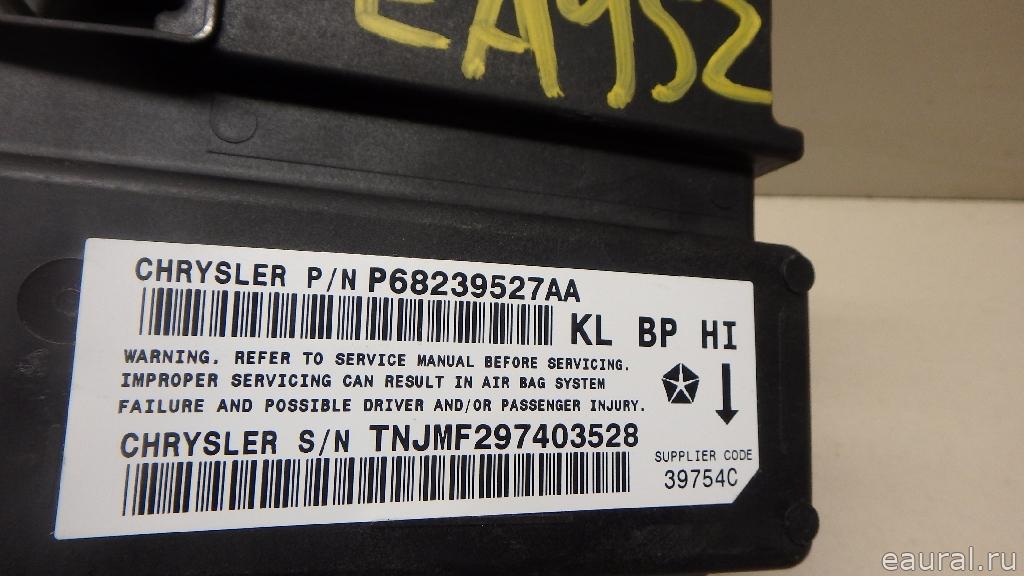 EA952
CHRYSLER P/N P68239527AA
KL BP HI
WARNING. REFER TO SERVICE MANUAL BEFORE SERVICING.
IMPROPER SERVICING CAN RESULT IN AIR BAG SYSTEM
FAILURE AND POSSIBLE DRIVER AND/OR PASSENGER INJURY.
CHRYSLER S/N TNJMF297403528
SUPPLIER CODE
39754C
eaural.ru